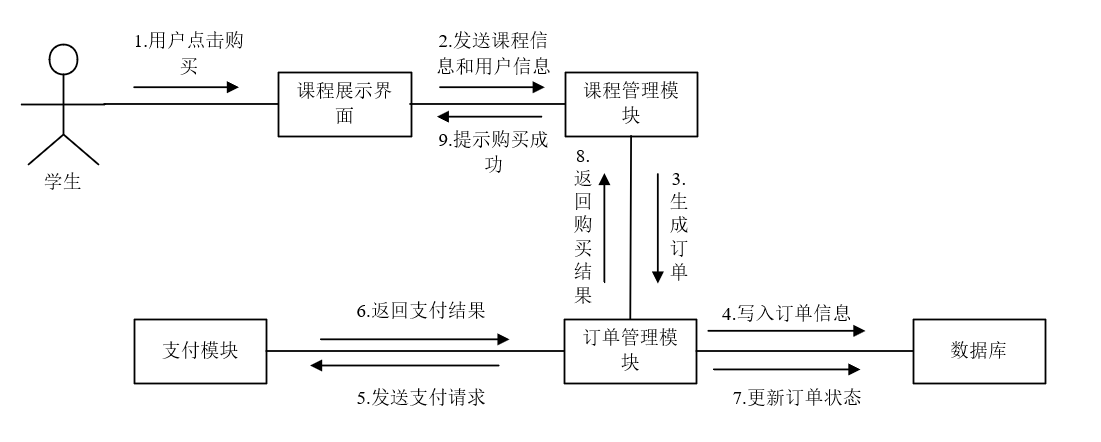 1.用户点击购
买
2.发送课程信
息和用户信息
课程展示界
面
课程管理模
块
9.提示购买成
功
学生
8.
返
回
购
买
结
果
3.
生
成
订
单
6.返回支付结果
4.写入订单信息
支付模块
订单管理模
块
数据库
5.发送支付请求
7.更新订单状态